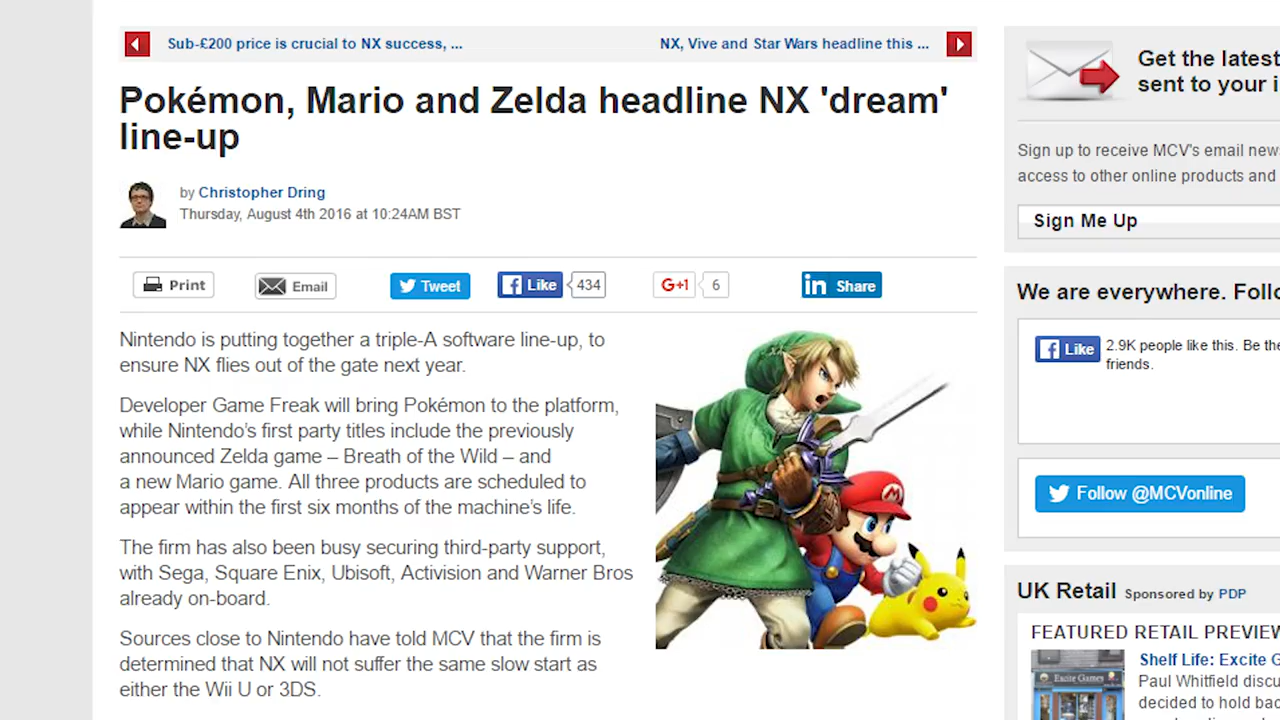 Sub-£200 price is crucial to NX success, ...
NX, Vive and Star Wars headline this ...
Pokémon, Mario and Zelda headline NX 'dream'
line-up
by Christopher Dring
Thursday, August 4th 2016 at 10:24AM BST
Print
Email
Tweet
Like
434
G+1
6
in Share
Nintendo is putting together a triple-A software line-up, to
ensure NX flies out of the gate next year.
Developer Game Freak will bring Pokémon to the platform,
while Nintendo’s first party titles include the previously
announced Zelda game – Breath of the Wild – and
a new Mario game. All three products are scheduled to
appear within the first six months of the machine’s life.
The firm has also been busy securing third-party support,
with Sega, Square Enix, Ubisoft, Activision and Warner Bros
already on-board.
Sources close to Nintendo have told MCV that the firm is
determined that NX will not suffer the same slow start as
either the Wii U or 3DS.
Get the latest
sent to your i
Sign up to receive MCV's email news
access to other online products and
Sign Me Up
We are everywhere. Follo
Like
2.9K people like this. Be the
friends.
Follow @MCVonline
UK Retail Sponsored by PDP
FEATURED RETAIL PREVIEW
Excite Games
Shelf Life: Excite G
Paul Whitfield discu
decided to hold bac